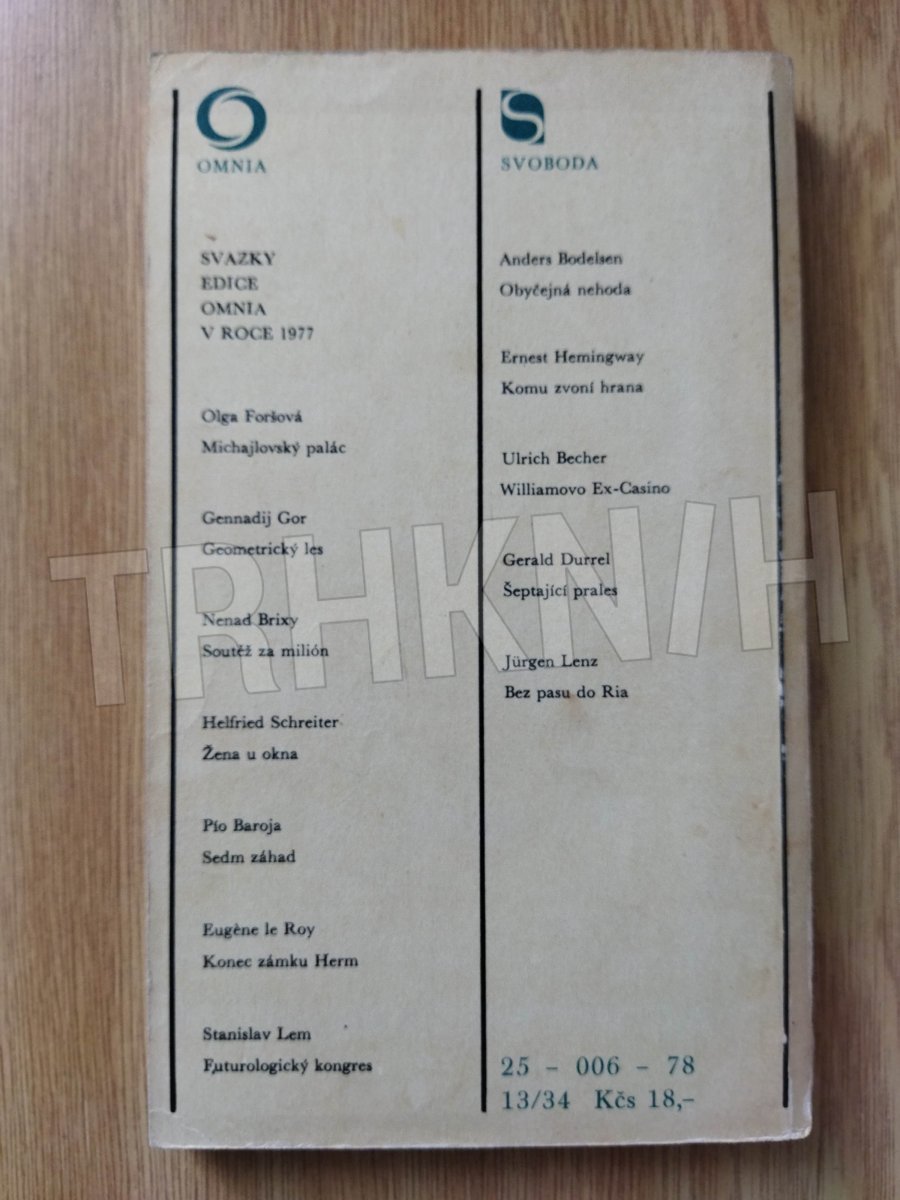 OMNIA
SVAZKY
EDICE
OMNIA
V ROCE 1977
Olga Foršová
Michajlovský palác
Gennadij Gor
Geometrický les
Nenad Brixy
Soutěž za milión
Helfried Schreiter
Žena u okna
Pío Baroja
Sedm záhad
Eugène le Roy
Konec zámku Herm
Stanislav Lem
Futurologický kongres
S
SVOBODA
Anders Bodelsen
Obyčejná nehoda
Ernest Hemingway
Komu zvoní hrana
Ulrich Becher
Williamovo Ex-Casino
Gerald Durrel
Šeptající prales
Jürgen Lenz
Bez pasu do Ria
25 – 006 – 78
13/34 Kčs 18,–
TRHKN/H